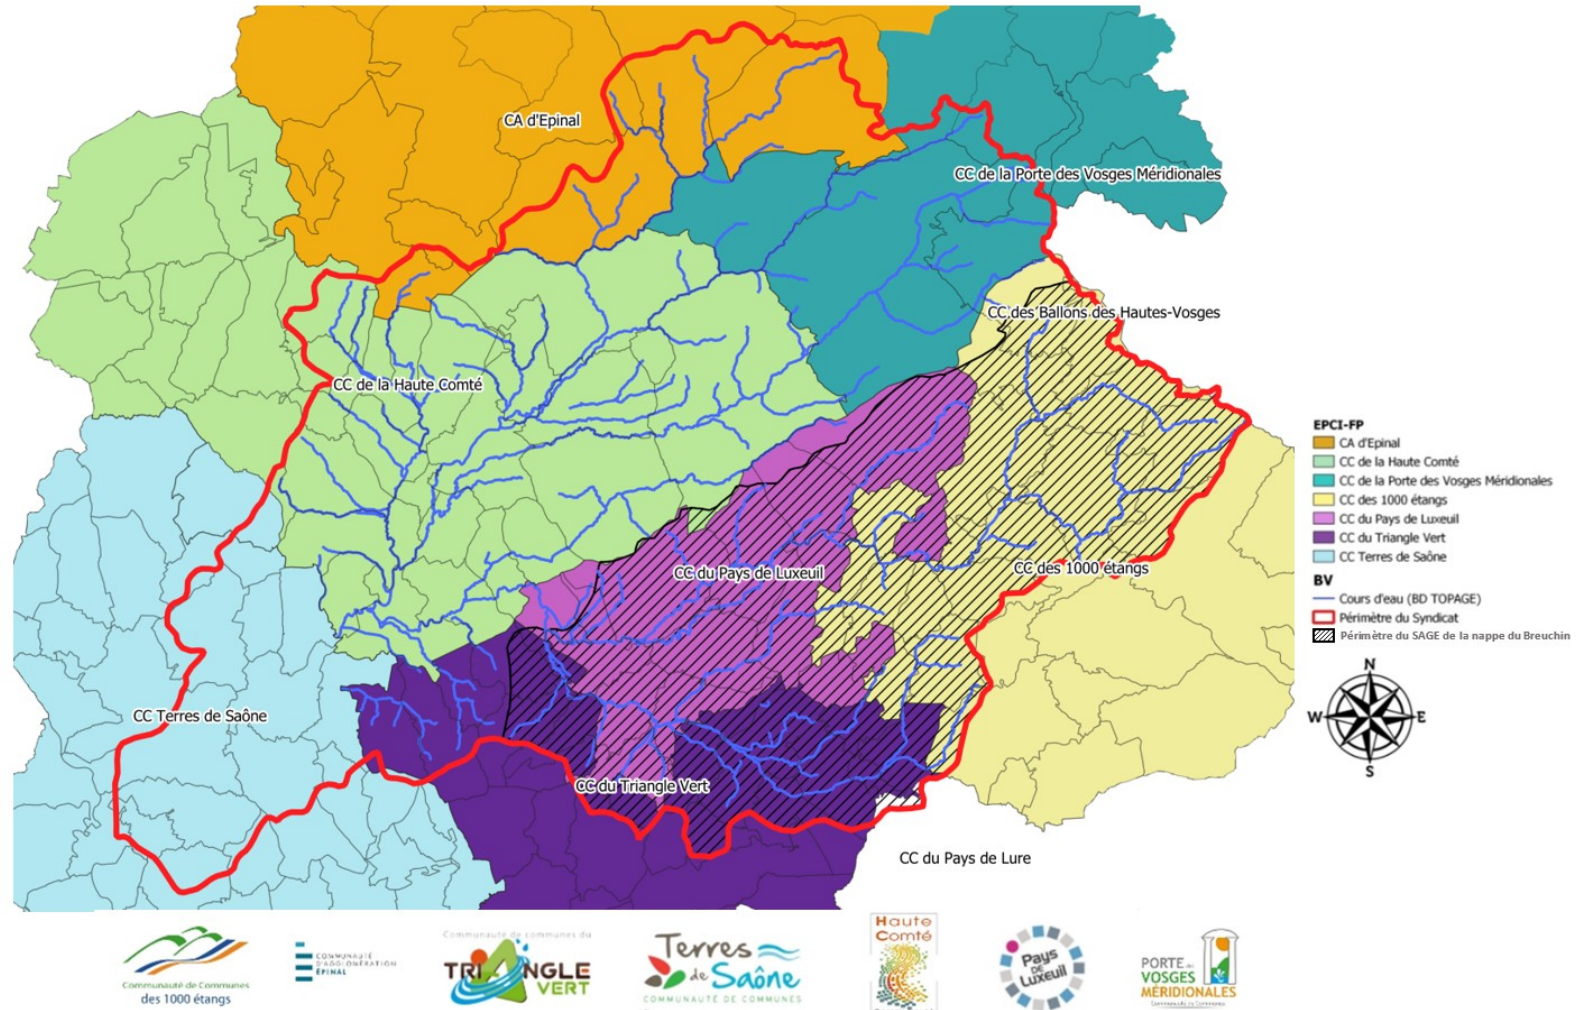 CA d'Epinal
CC de la Porte des Vosges Méridionales
CC des Ballons des Hautes-Vosges
CC de la Haute Comté
CC du Pays de Luxeuil
CC des 1000 étangs
CC Terres de Saône
CC du Triangle Vert
CC du Pays de Lure
EPCI-FP
CA d'Epinal
CC de la Haute Comté
CC de la Porte des Vosges Méridionales
CC des 1000 étangs
CC du Pays de Luxeuil
CC du Triangle Vert
CC Terres de Saône
BV
Cours d'eau (BD TOPAGE)
Périmètre du Syndicat
Périmètre du SAGE de la nappe du Breuchin
N
W
E
S
Communauté de Communes
des 1000 étangs
COMMUNAUTÉ
D'AGGLOMÉRATION
ÉPINAL
Communauté de communes du
TRIANGLE
VERT
Terres
de Saône
COMMUNAUTÉ DE COMMUNES
Haute
Comté
Pays
DE
Luxeuil
PORTE DES
VOSGES
MÉRIDIONALES
Communauté de Communes